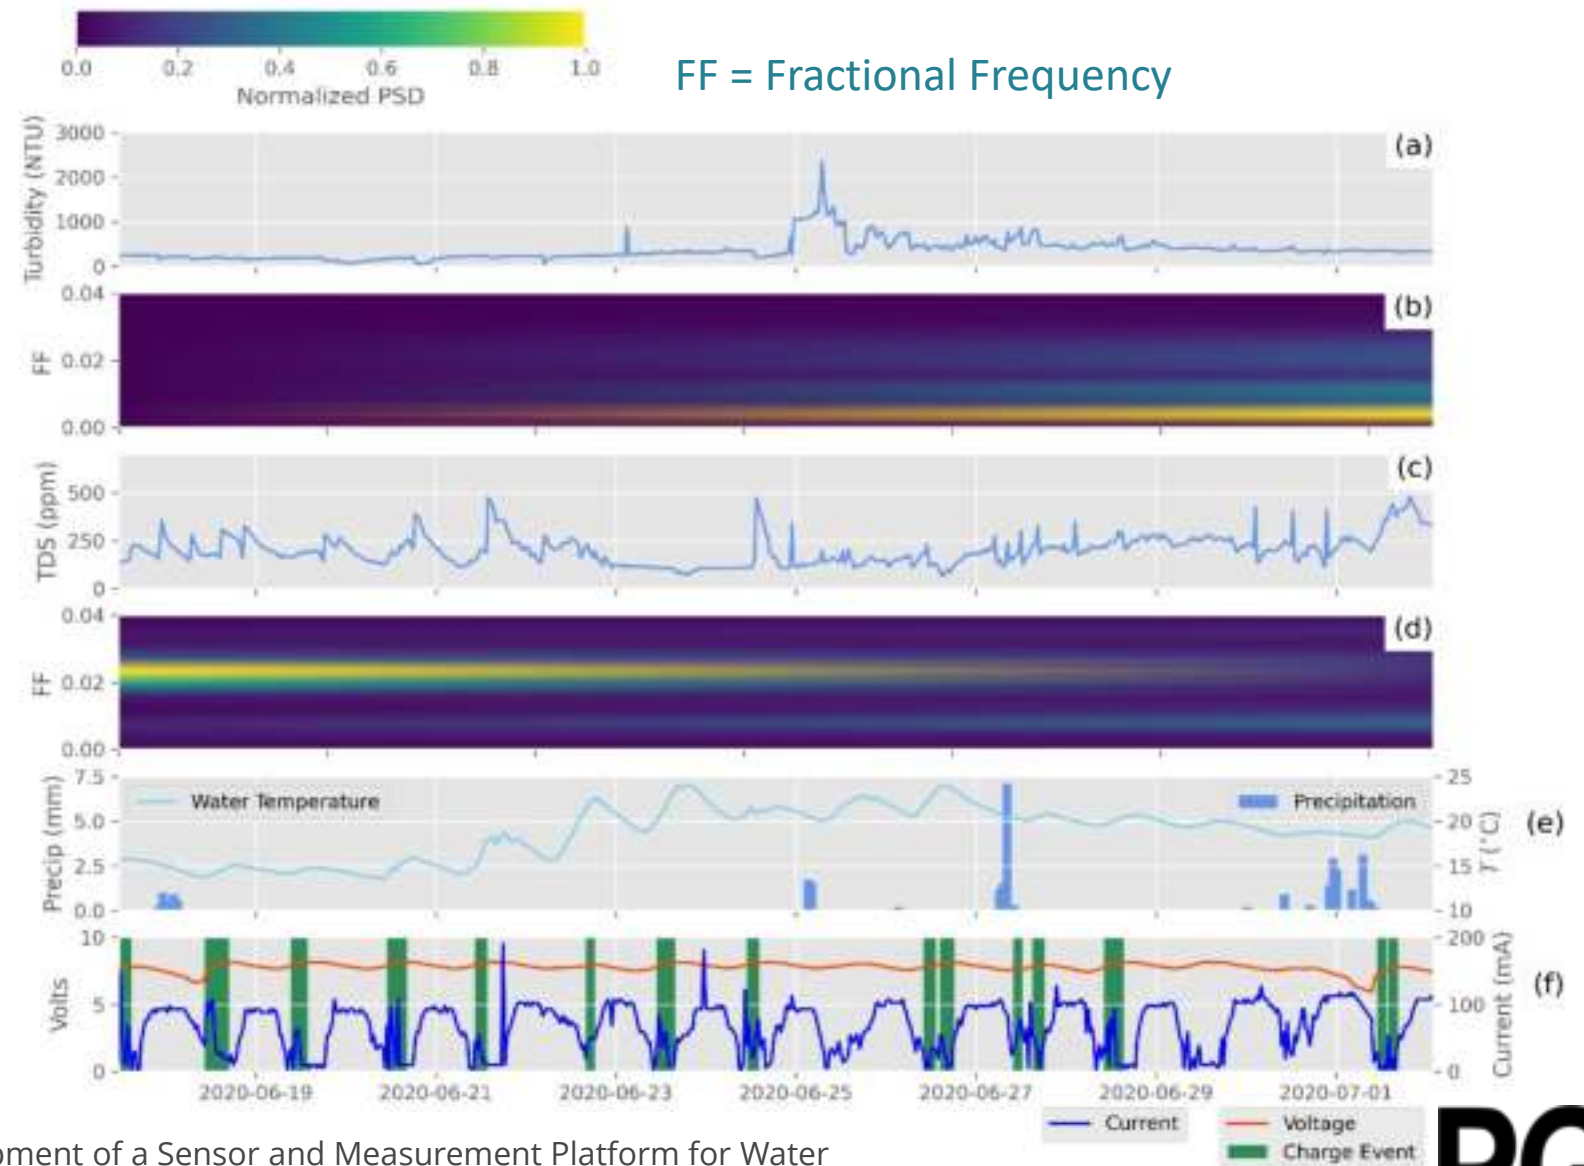 0.0 0.2 0.4 0.6 0.8 1.0
Normalized PSD
FF = Fractional Frequency
Turbidity (NTU)
3000
2000
1000
0
(a)
FF
0.04
0.02
0.00
(b)
TDS (ppm)
500
250
0
(c)
FF
0.04
0.02
0.00
(d)
Precip (mm)
7.5
5.0
2.5
0.0
Water Temperature
Precipitation
25
20
15
10
T (°C)
(e)
Volts
10
5
0
200
100
0
Current (mA)
(f)
2020-06-19 2020-06-21 2020-06-23 2020-06-25 2020-06-27 2020-06-29 2020-07-01
Current
Voltage
Charge Event
pment of a Sensor and Measurement Platform for Water